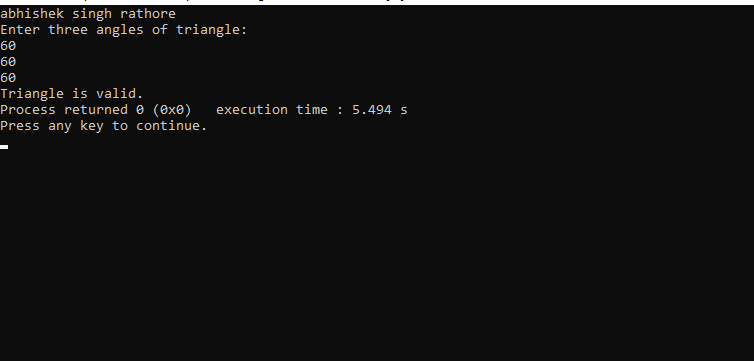 abhishek singh rathore
Enter three angles of triangle:
60
60
60
Triangle is valid.
Process returned 0 (0x0)   execution time : 5.494 s
Press any key to continue.